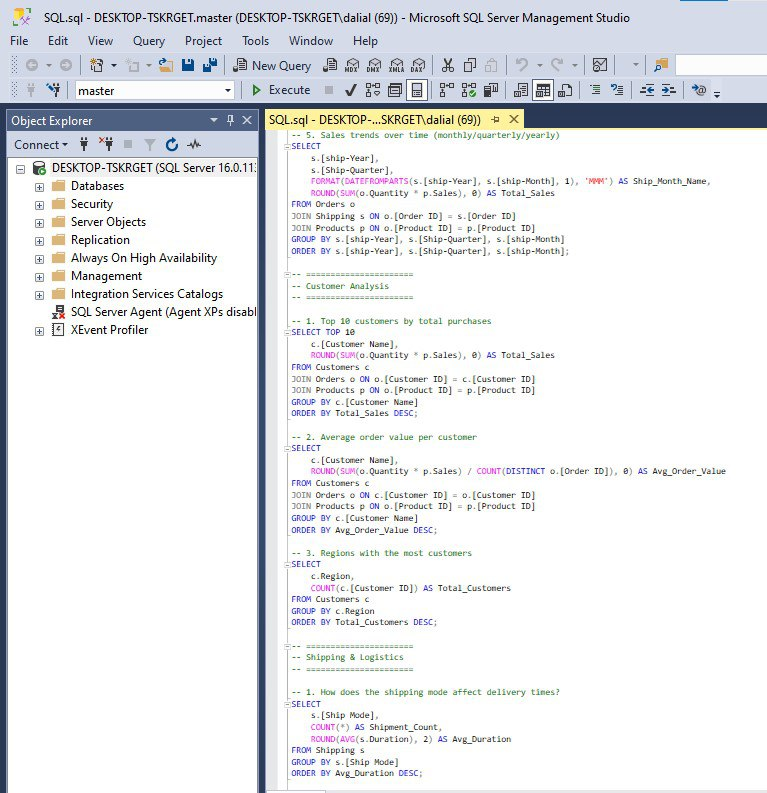 SQL.sql - DESKTOP-TSKRGET.master (DESKTOP-TSKRGET\dalial (69)) - Microsoft SQL Server Management Studio
File Edit View Query Project Tools Window Help
New Query MDX DMX XMLA DAX
master Execute
Object Explorer
Connect
DESKTOP-TSKRGET (SQL Server 16.0.113
Databases
Security
Server Objects
Replication
Always On High Availability
Management
Integration Services Catalogs
SQL Server Agent (Agent XPs disabl
XEvent Profiler
SQL.sql - DESKTOP-...SKRGET\dalial (69))
-- 5. Sales trends over time (monthly/quarterly/yearly)
SELECT
s.[ship-Year],
s.[Ship-Quarter],
FORMAT(DATEFROMPARTS(s.[ship-Year], s.[ship-Month], 1), 'MMM') AS Ship_Month_Name,
ROUND(SUM(o.Quantity * p.Sales), 0) AS Total_Sales
FROM Orders o
JOIN Shipping s ON o.[Order ID] = s.[Order ID]
JOIN Products p ON o.[Product ID] = p.[Product ID]
GROUP BY s.[ship-Year], s.[Ship-Quarter], s.[ship-Month]
ORDER BY s.[ship-Year], s.[Ship-Quarter], s.[ship-Month];
-- ======================
-- Customer Analysis
-- ======================
-- 1. Top 10 customers by total purchases
SELECT TOP 10
c.[Customer Name],
ROUND(SUM(o.Quantity * p.Sales), 0) AS Total_Sales
FROM Customers c
JOIN Orders o ON o.[Customer ID] = c.[Customer ID]
JOIN Products p ON o.[Product ID] = p.[Product ID]
GROUP BY c.[Customer Name]
ORDER BY Total_Sales DESC;
-- 2. Average order value per customer
SELECT
c.[Customer Name],
ROUND(SUM(o.Quantity * p.Sales) / COUNT(DISTINCT o.[Order ID]), 0) AS Avg_Order_Value
FROM Customers c
JOIN Orders o ON c.[Customer ID] = o.[Customer ID]
JOIN Products p ON o.[Product ID] = p.[Product ID]
GROUP BY c.[Customer Name]
ORDER BY Avg_Order_Value DESC;
-- 3. Regions with the most customers
SELECT
c.Region,
COUNT(c.[Customer ID]) AS Total_Customers
FROM Customers c
GROUP BY c.Region
ORDER BY Total_Customers DESC;
-- ======================
-- Shipping & Logistics
-- ======================
-- 1. How does the shipping mode affect delivery times?
SELECT
s.[Ship Mode],
COUNT(*) AS Shipment_Count,
ROUND(AVG(s.Duration), 2) AS Avg_Duration
FROM Shipping s
GROUP BY s.[Ship Mode]
ORDER BY Avg_Duration DESC;